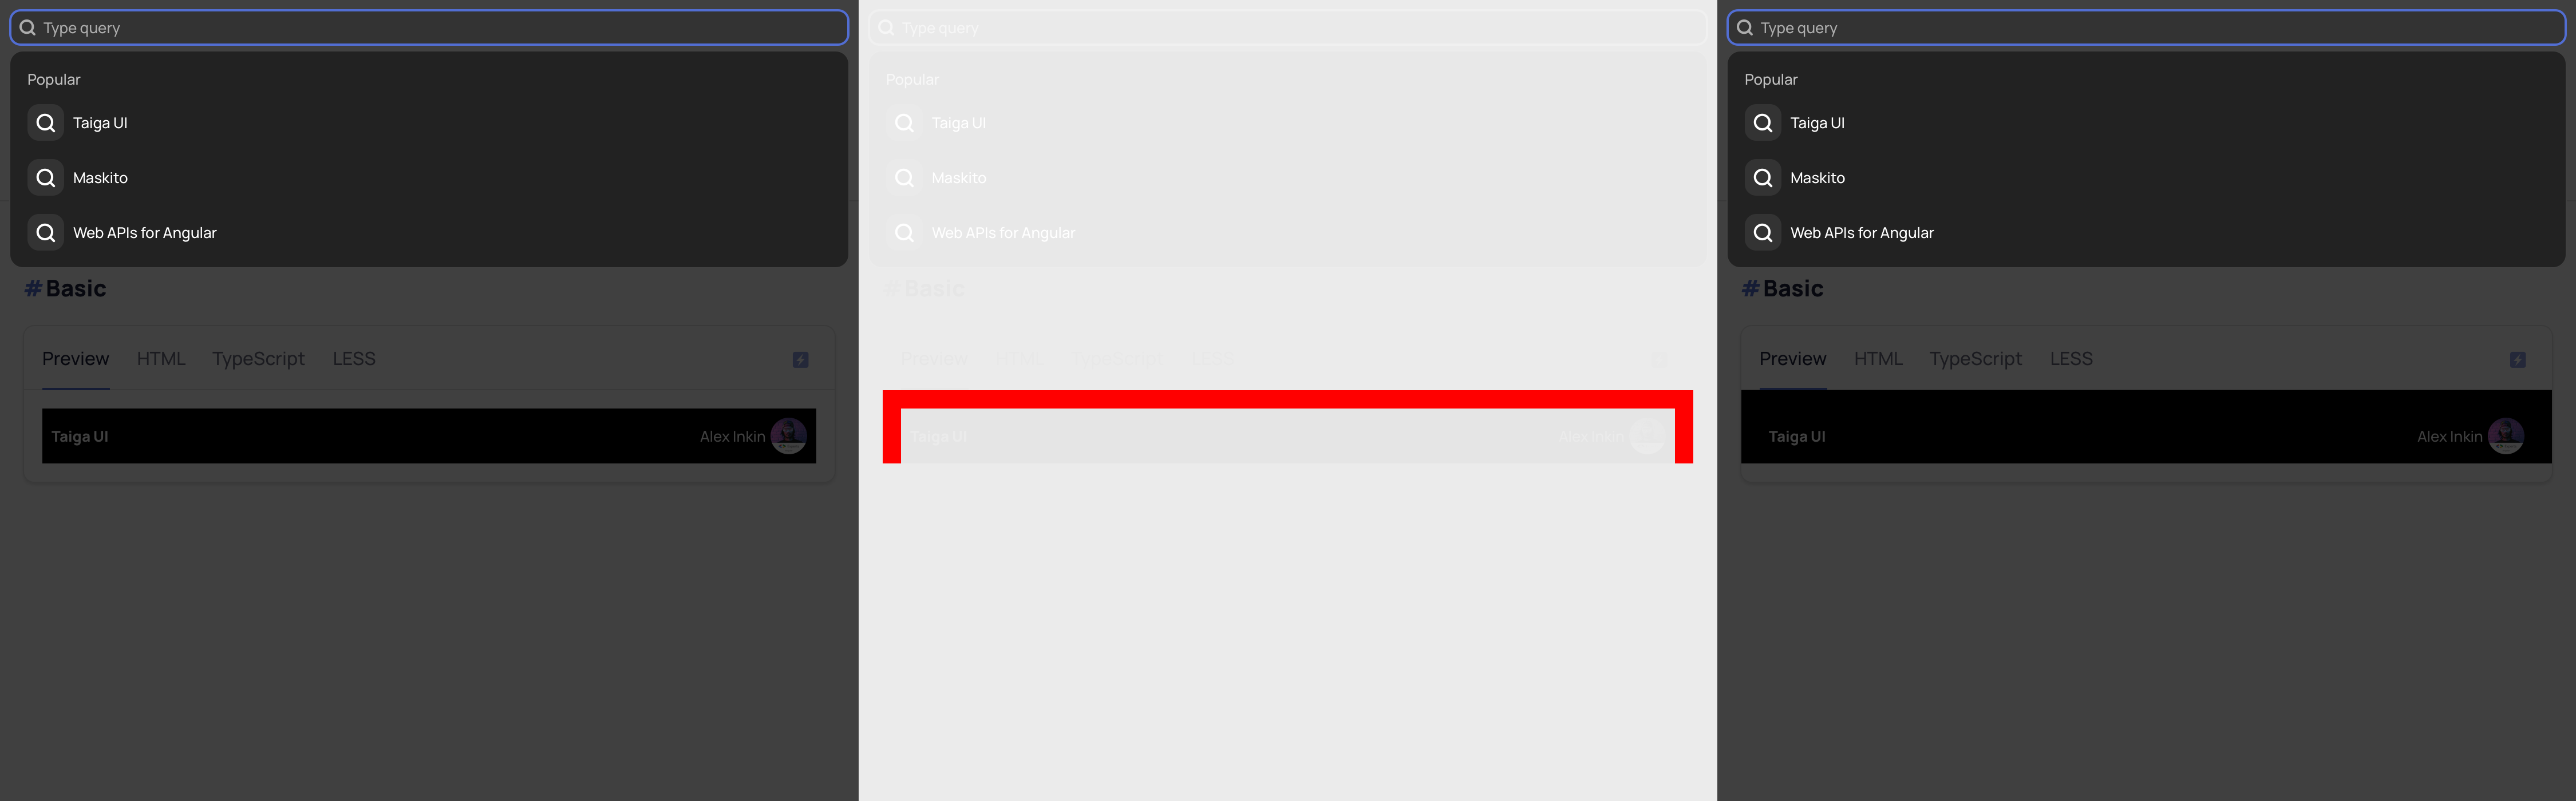 Type query
Popular
Taiga UI
Maskito
Web APIs for Angular
#Basic
Preview HTML TypeScript LESS
Taiga UI Alex Inkin
Type query
Popular
Taiga UI
Maskito
Web APIs for Angular
#Basic
Preview HTML TypeScript LESS
Taiga UI Alex Inkin
Type query
Popular
Taiga UI
Maskito
Web APIs for Angular
#Basic
Preview HTML TypeScript LESS
Taiga UI Alex Inkin